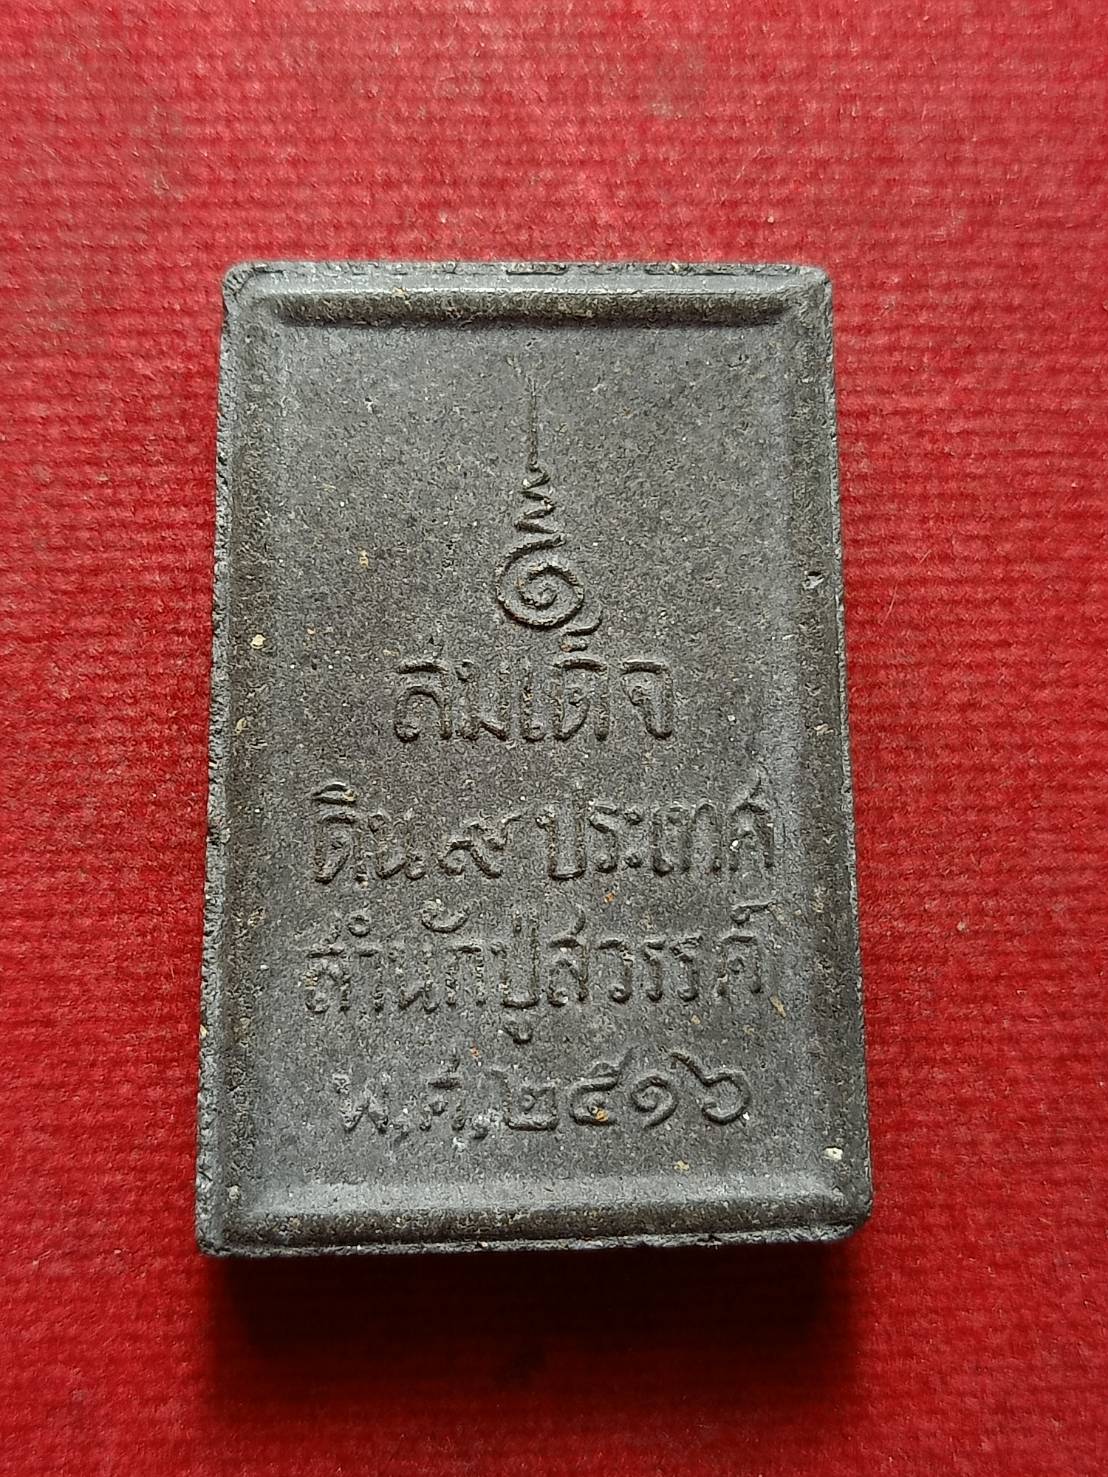 สมเด็จ
ดิน๙ ประเทศ
สำนักปู่สวรรค์
พ.ศ.๒๕๑๖